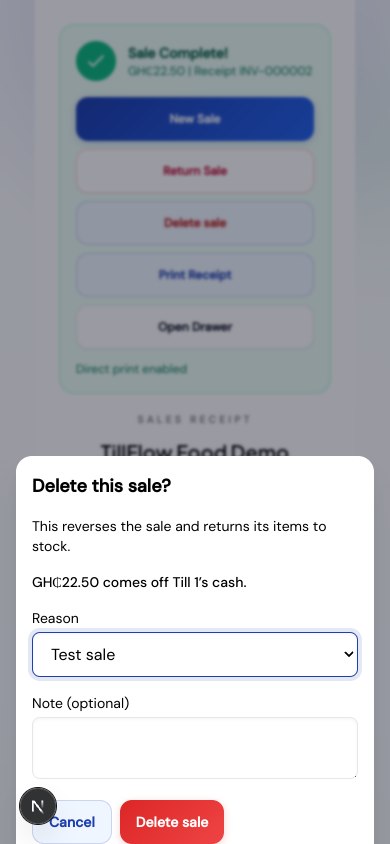 Sale Complete!
GH₵22.50 | Receipt INV-000002
New Sale
Return Sale
Delete sale
Print Receipt
Open Drawer
Direct print enabled
SALES RECEIPT
TillFlow Food Demo
Delete this sale?
This reverses the sale and returns its items to
stock.
GH₵22.50 comes off Till 1's cash.
Reason
Test sale
Note (optional)
N
Cancel
Delete sale